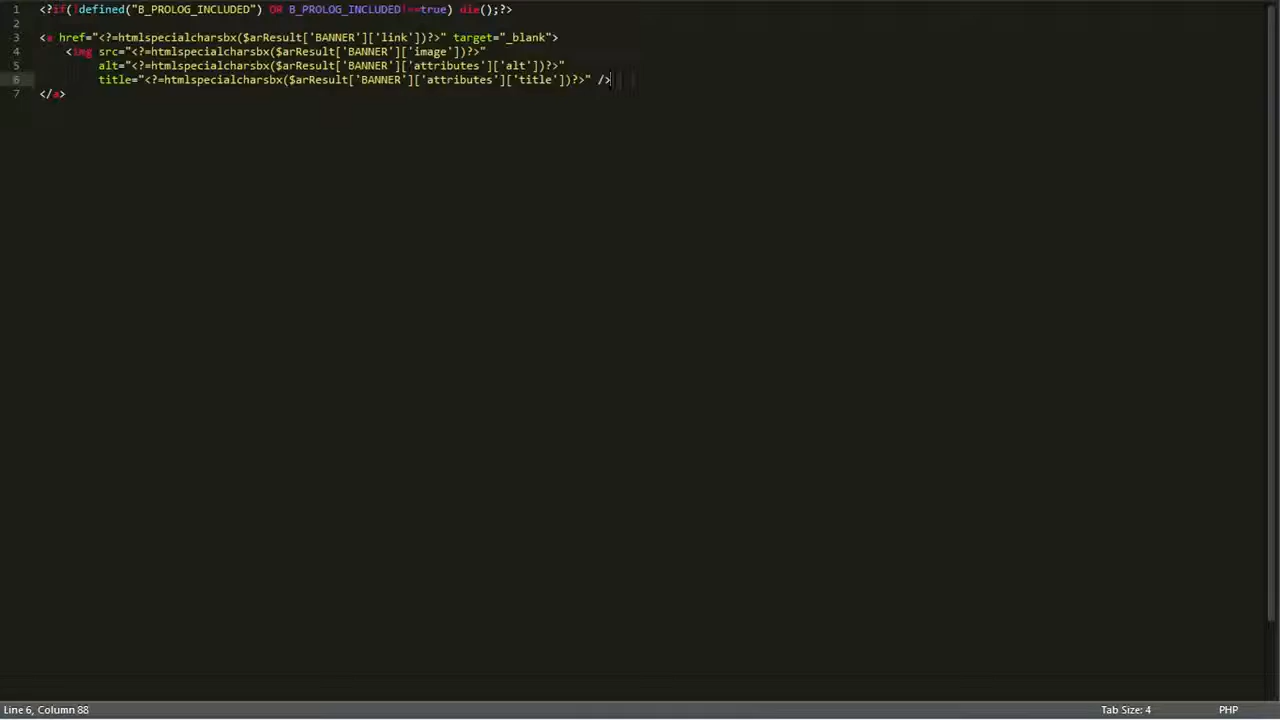 1 <?if(!defined("B_PROLOG_INCLUDED") OR B_PROLOG_INCLUDED!==true) die();?>
2
3 <a href="<?=htmlspecialcharsbx($arResult['BANNER']['link'])?>" target="_blank">
4 <img src="<?=htmlspecialcharsbx($arResult['BANNER']['image'])?>"
5 alt="<?=htmlspecialcharsbx($arResult['BANNER']['attributes']['alt'])?>"
6 title="<?=htmlspecialcharsbx($arResult['BANNER']['attributes']['title'])?>" />
7 </a>
Line 6, Column 88 Tab Size: 4 PHP